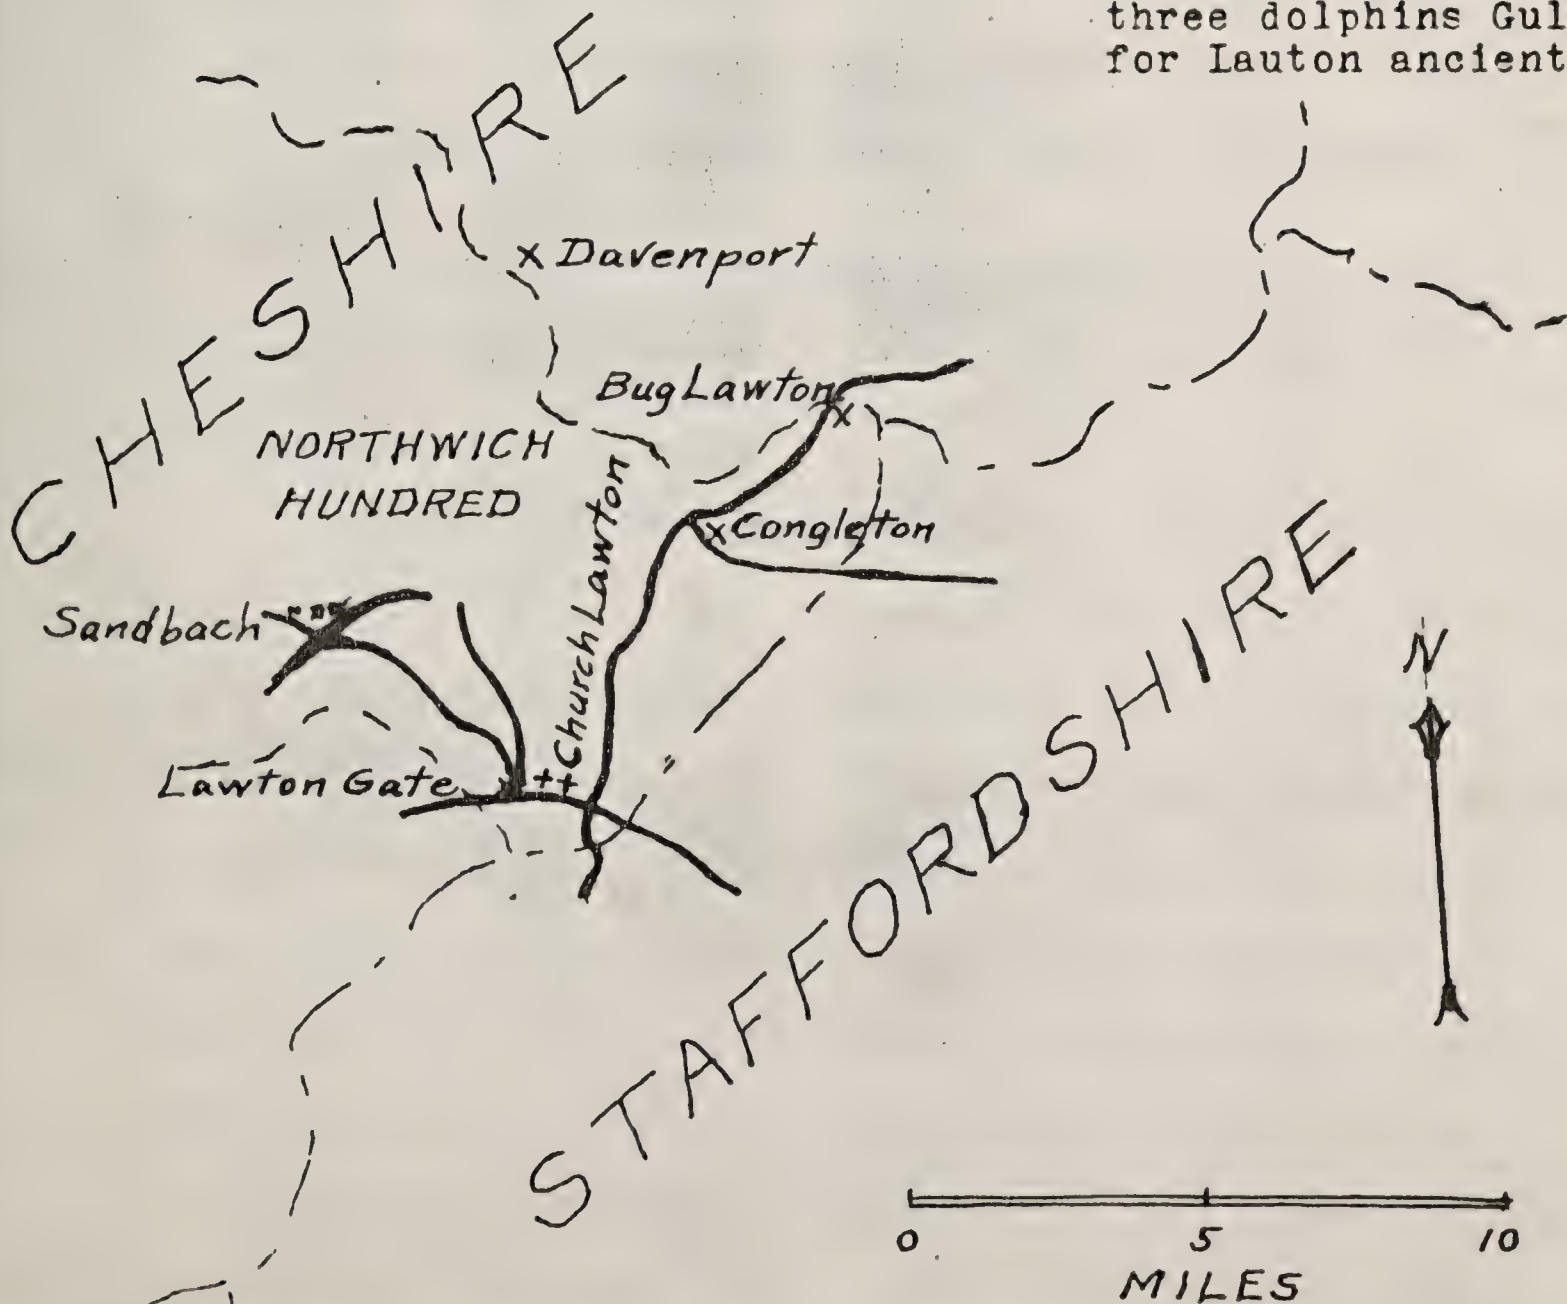 three dolphins Gul
for Lauton ancient
CHESHIRE
x Davenport
Bug Lawton
x
NORTHWICH
HUNDRED
Church Lawton
x Congleton
Sandbach
Lawton Gate
++
STAFFORDSHIRE
N
0 5 10
MILES